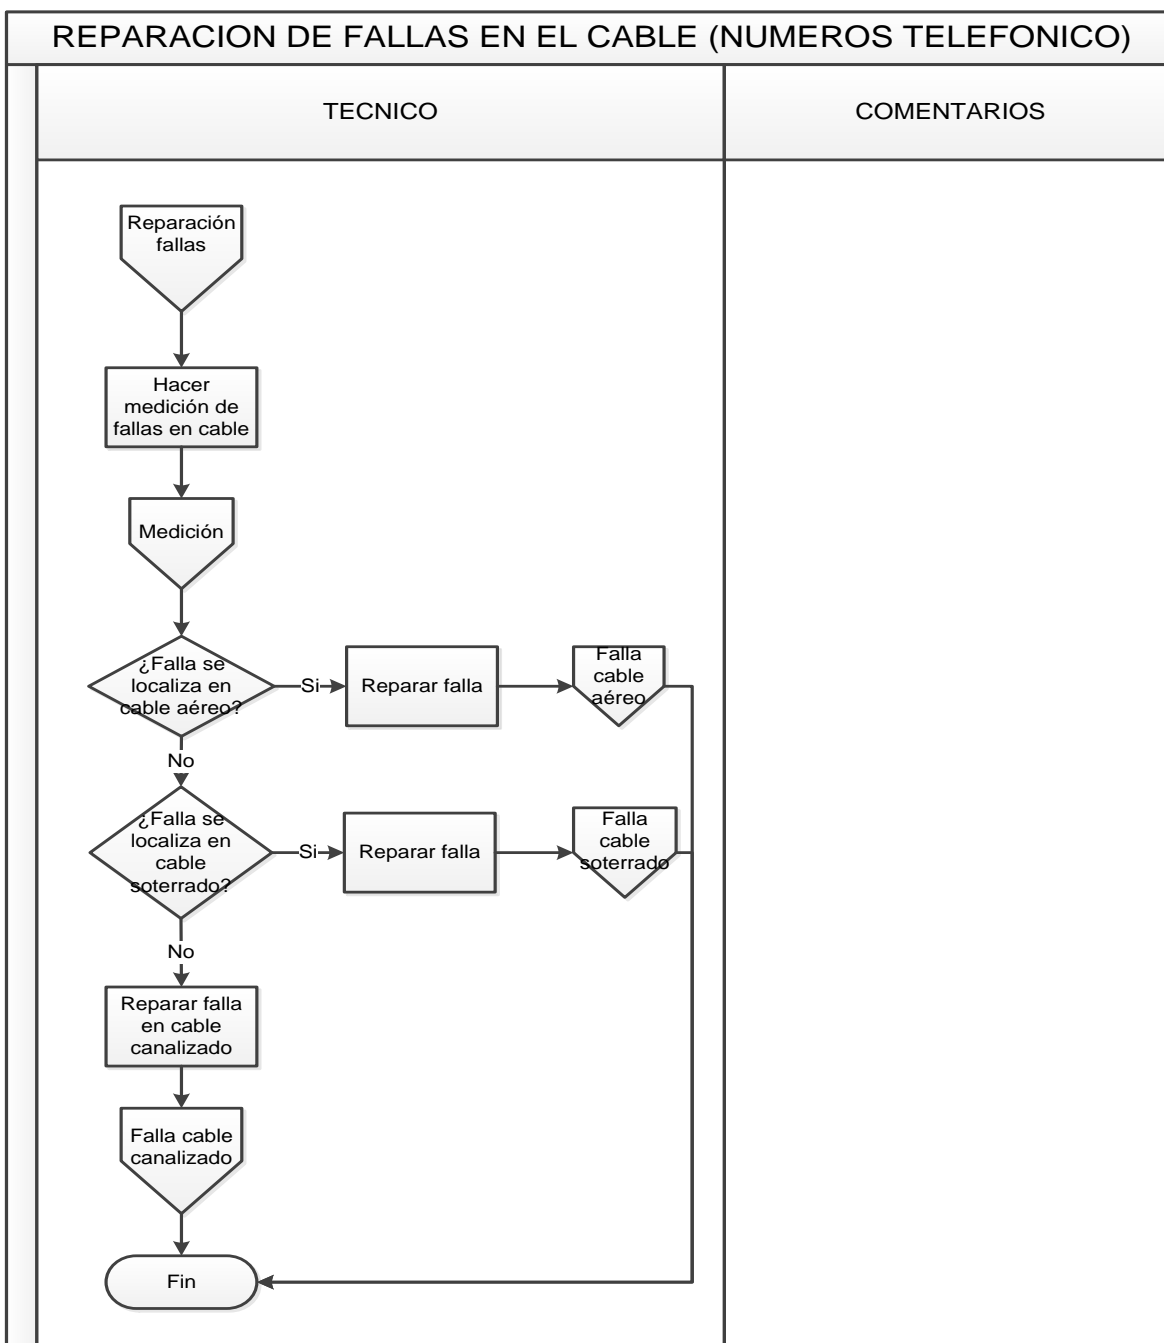 REPARACION DE FALLAS EN EL CABLE (NUMEROS TELEFONICO)
TECNICO
COMENTARIOS
Reparación
fallas
Hacer
medición de
fallas en cable
Medición
¿Falla se
localiza en
cable aéreo?
Si
Reparar falla
Falla
cable
aéreo
No
¿Falla se
localiza en
cable
soterrado?
Si
Reparar falla
Falla
cable
soterrado
No
Reparar falla
en cable
canalizado
Falla cable
canalizado
Fin